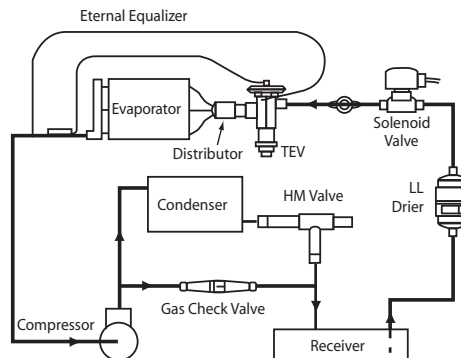 Eternal Equalizer
Evaporator
Distributor
TEV
Solenoid
Valve
Condenser
HM Valve
LL
Drier
Gas Check Valve
Compressor
Receiver